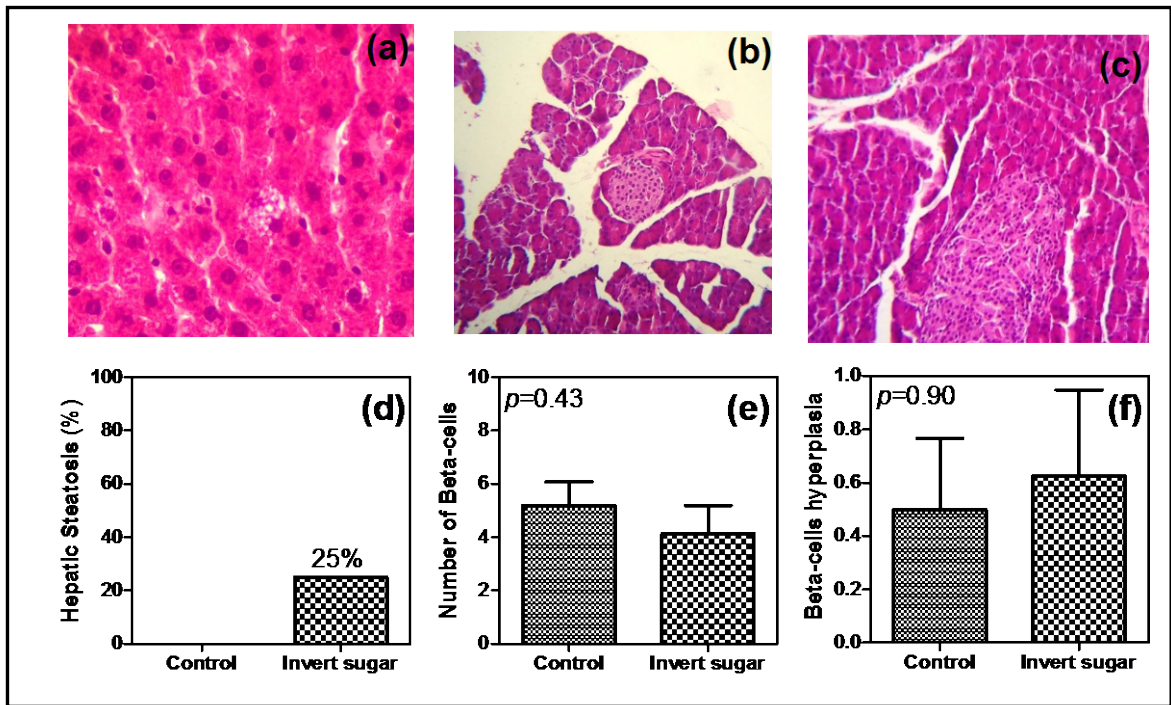 (a)
(b)
(c)
Hepatic Steatosis (%)
100
80
60
40
20
0
(d)
25%
Control
Invert sugar
Number of Beta-cells
10
8
6
4
2
0
p=0.43
(e)
Control
Invert sugar
Beta-cells hyperplasia
1.0
0.8
0.6
0.4
0.2
0.0
p=0.90
(f)
Control
Invert sugar